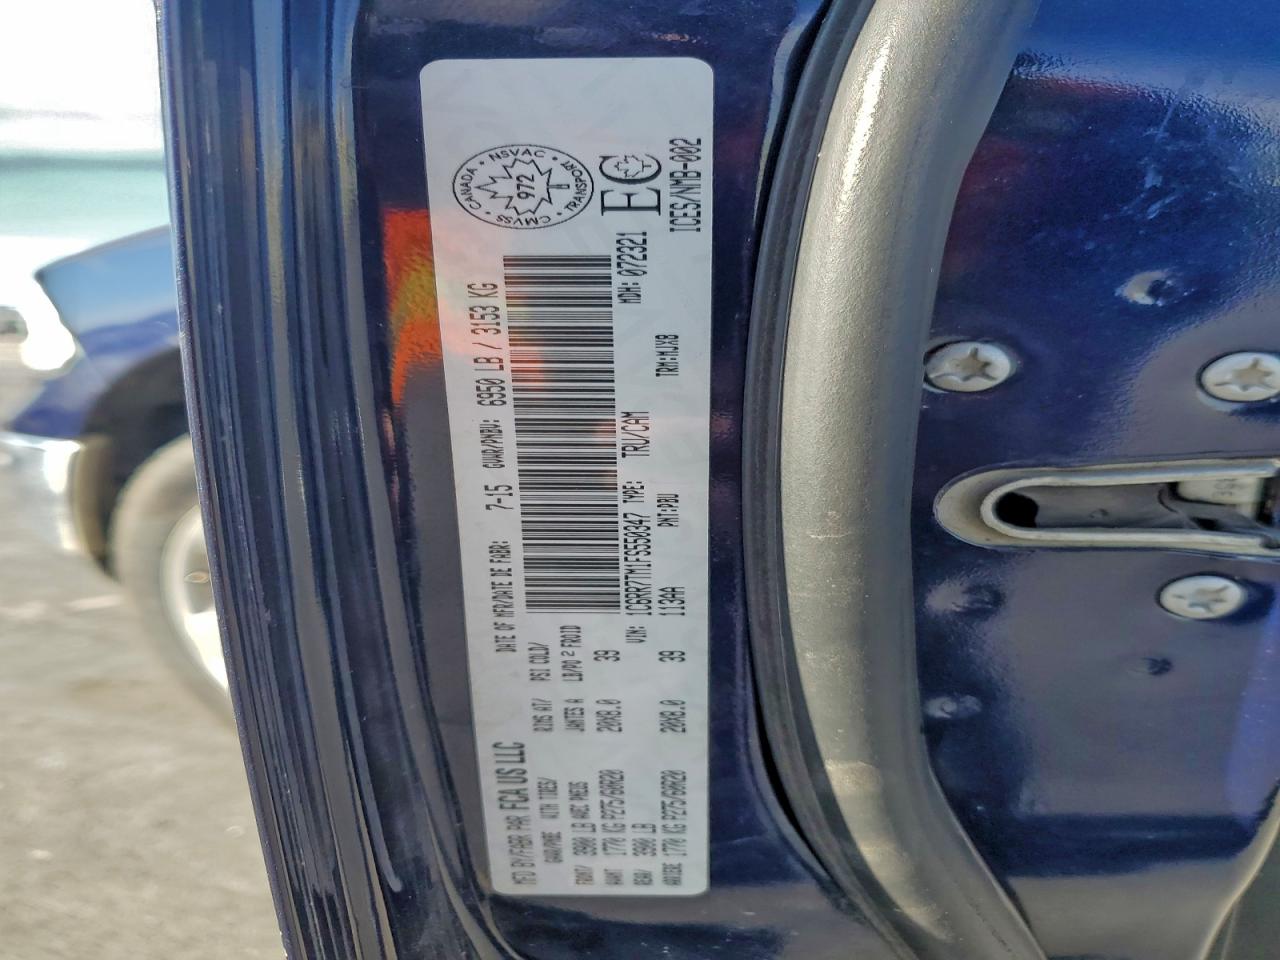 MFD BY/FABR PAR FCA US LLC
DATE OF MFR/DATE DE FABR: 7-15
GVWR/PNBV: 6950 LB / 3153 KG
GAWR/PNBE WITH TIRES/ RIMS AT/ PSI COLD/
FRONT/ 3900 LB AVEC PNEUS JANTES A LB/PO 2 FROID
AVANT 1770 KG P275/60R20 20X8.0 39
REAR/ 3900 LB
ARRIERE 1770 KG P275/60R20 20X8.0 39
VIN: 1C6RR7TM1FS550347 TYPE: TRU/CAM
113AA PNT:PBU TRM:MJX8
MDH: 072321
CANADA · NSVAC · TRANSPORT · CMVSS
972
EC
ICES/NMB-002